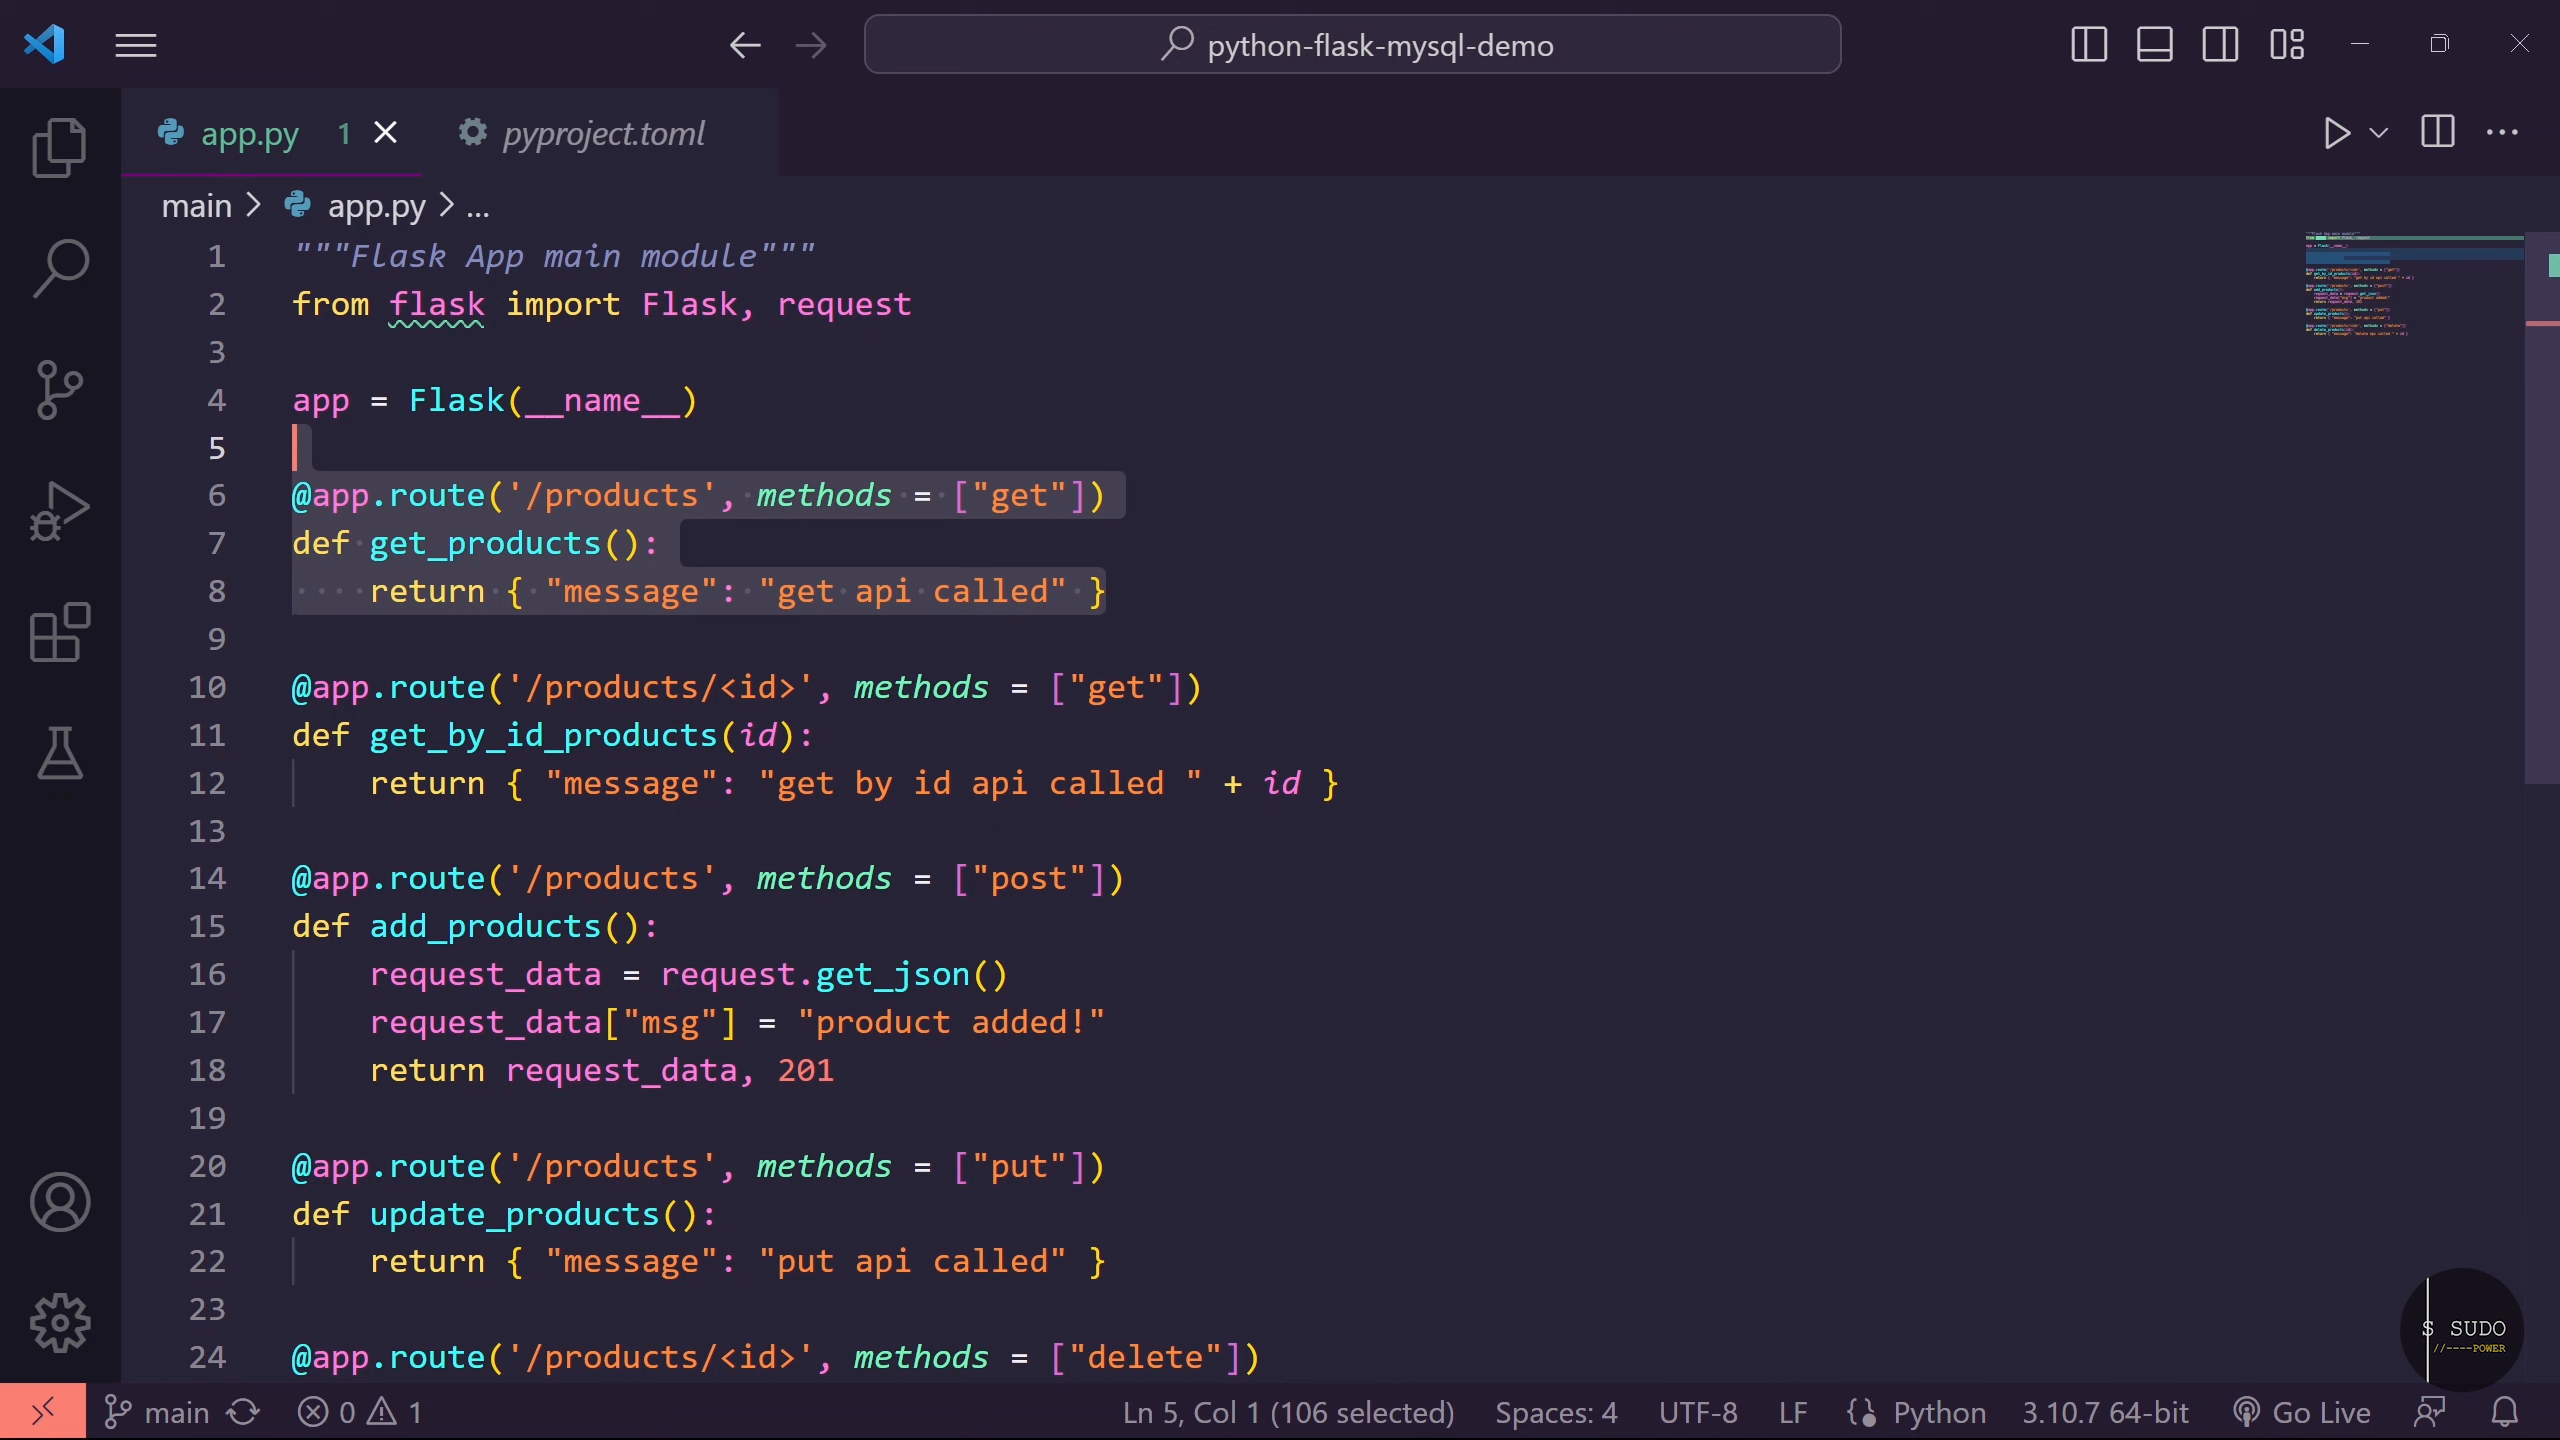 python-flask-mysql-demo
app.py 1 pyproject.toml
main > app.py > ...
1 """Flask App main module"""
2 from flask import Flask, request
3
4 app = Flask(__name__)
5
6 @app.route('/products', methods = ["get"])
7 def get_products():
8     return { "message": "get api called" }
9
10 @app.route('/products/<id>', methods = ["get"])
11 def get_by_id_products(id):
12     return { "message": "get by id api called " + id }
13
14 @app.route('/products', methods = ["post"])
15 def add_products():
16     request_data = request.get_json()
17     request_data["msg"] = "product added!"
18     return request_data, 201
19
20 @app.route('/products', methods = ["put"])
21 def update_products():
22     return { "message": "put api called" }
23
24 @app.route('/products/<id>', methods = ["delete"])
S SUDO
//----POWER
main 0 1 Ln 5, Col 1 (106 selected) Spaces: 4 UTF-8 LF Python 3.10.7 64-bit Go Live